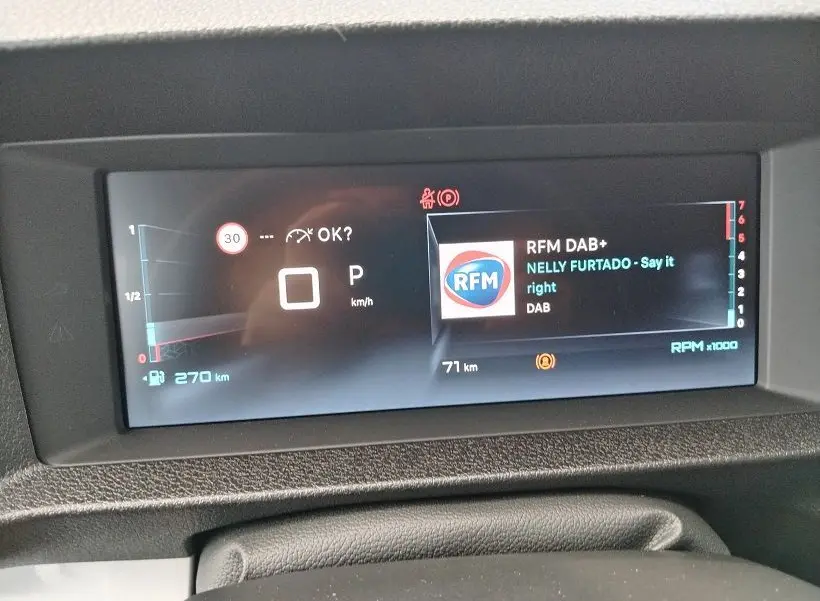 1
1/2
0
30 --- OK?
0 P
km/h
270 km
P
RFM
RFM DAB+
NELLY FURTADO - Say it
right
DAB
71 km
7
6
5
4
3
2
1
0
RPM x1000